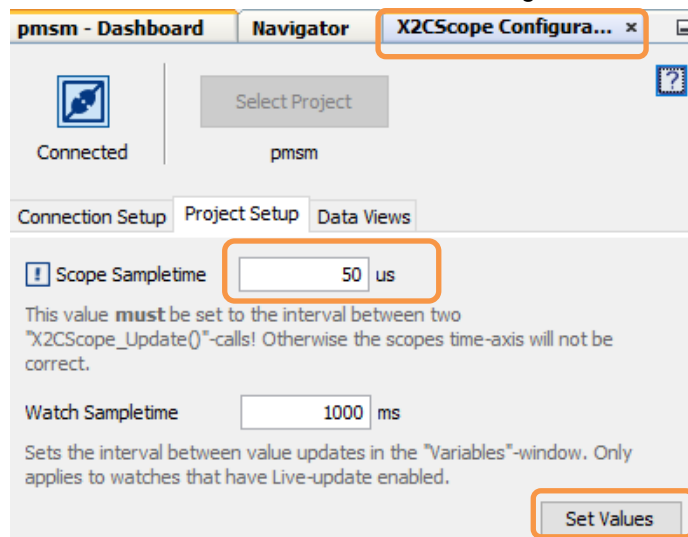 pmsm - Dashboard Navigator X2CScope Configura... ×
Select Project
Connected pmsm
Connection Setup Project Setup Data Views
! Scope Sampletime 50 us
This value must be set to the interval between two
"X2CScope_Update()"-calls! Otherwise the scopes time-axis will not be
correct.
Watch Sampletime 1000 ms
Sets the interval between value updates in the "Variables"-window. Only
applies to watches that have Live-update enabled.
Set Values